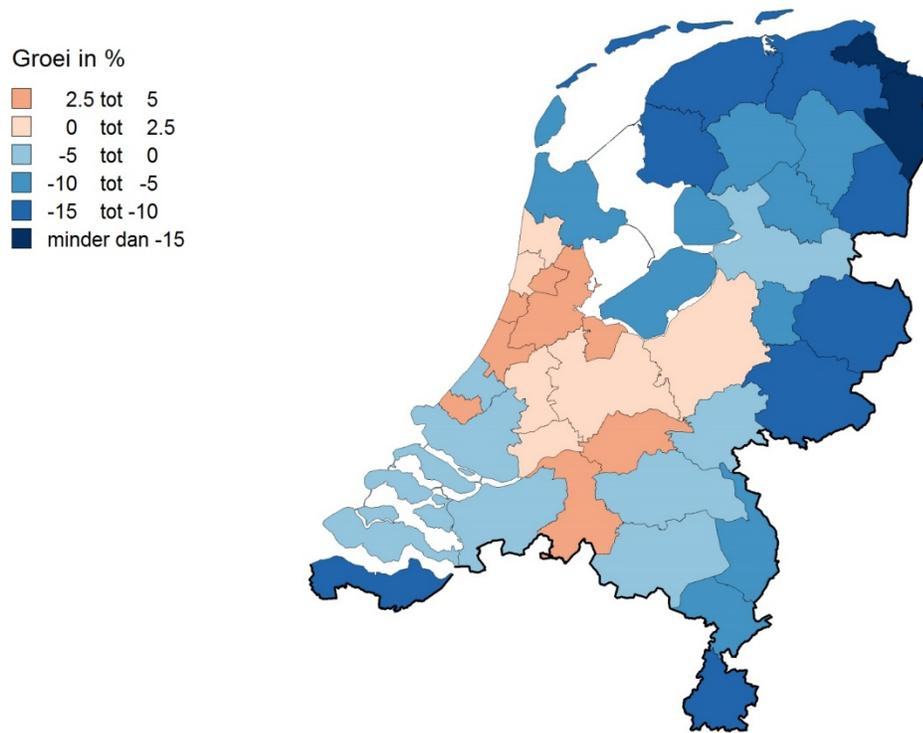 Groei in %
2.5 tot 5
0 tot 2.5
-5 tot 0
-10 tot -5
-15 tot -10
minder dan -15